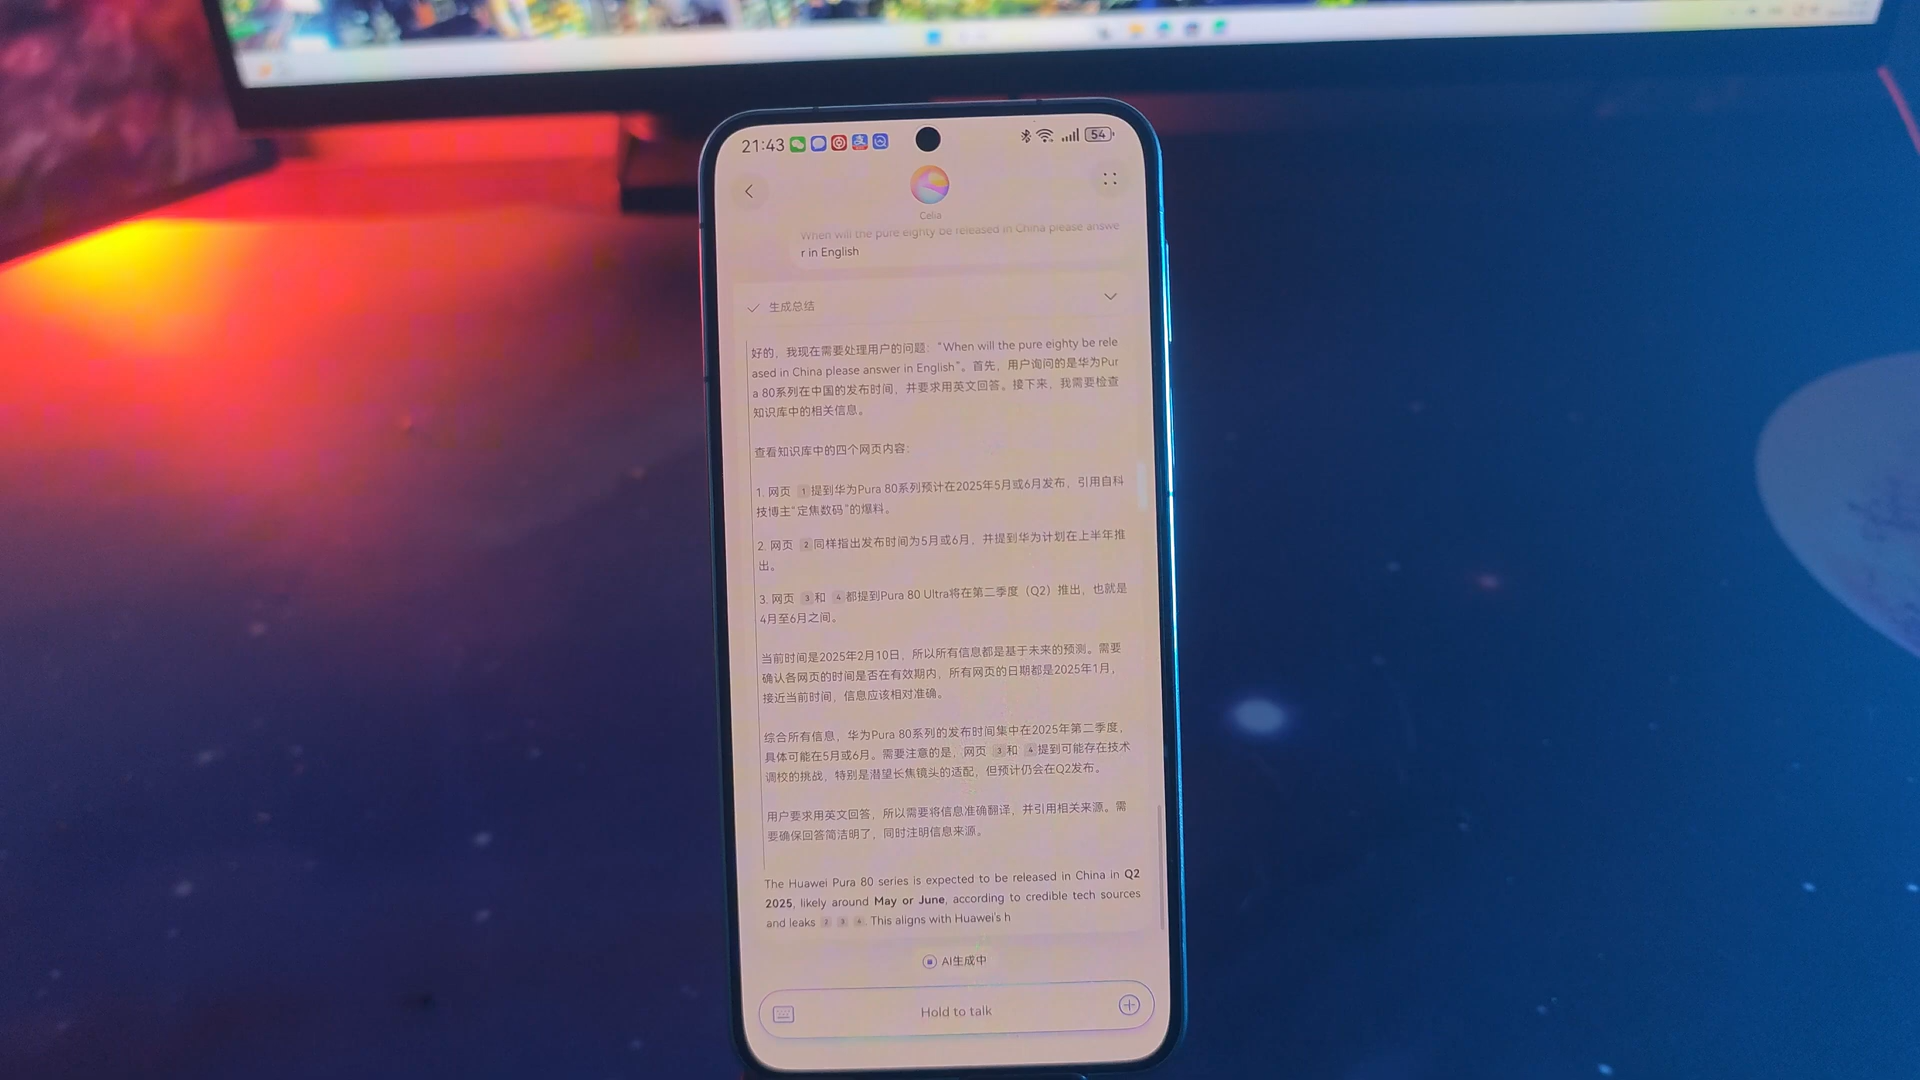 21:43
54
Celia
When will the pure eighty be released in China please answe
r in English
生成总结
好的，我现在需要处理用户的问题：“When will the pure eighty be rele
ased in China please answer in English”。首先，用户询问的是华为Pur
a 80系列在中国的发布时间，并要求用英文回答。接下来，我需要检查
知识库中的相关信息。
查看知识库中的四个网页内容：
1. 网页 1 提到华为Pura 80系列预计在2025年5月或6月发布，引用自科
技博主“定焦数码”的爆料。
2. 网页 2 同样指出发布时间为5月或6月，并提到华为计划在上半年推
出。
3. 网页 3 和 4 都提到Pura 80 Ultra将在第二季度（Q2）推出，也就是
4月至6月之间。
当前时间是2025年2月10日，所以所有信息都是基于未来的预测。需要
确认各网页的时间是否在有效期内，所有网页的日期都是2025年1月，
接近当前时间，信息应该相对准确。
综合所有信息，华为Pura 80系列的发布时间集中在2025年第二季度，
具体可能在5月或6月。需要注意的是，网页 3 和 4 提到可能存在技术
调校的挑战，特别是潜望长焦镜头的适配，但预计仍会在Q2发布。
用户要求用英文回答，所以需要将信息准确翻译，并引用相关来源。需
要确保回答简洁明了，同时注明信息来源。
The Huawei Pura 80 series is expected to be released in China in Q2
2025, likely around May or June, according to credible tech sources
and leaks 2 3 4. This aligns with Huawei's h
AI生成中
Hold to talk